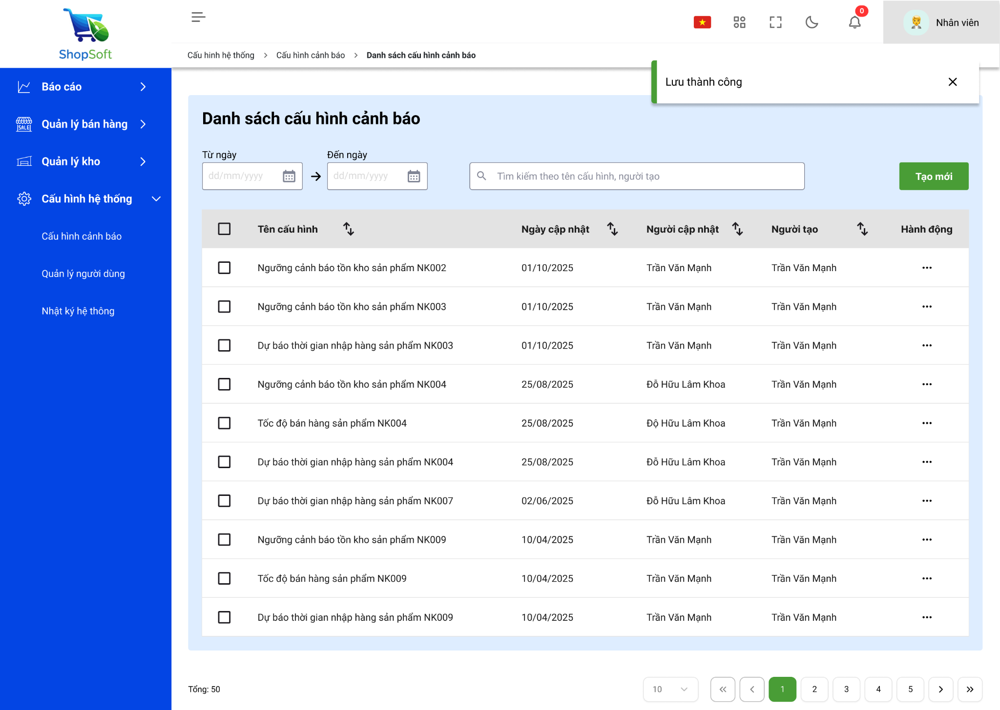 ShopSoft
0
Nhân viên
Cấu hinh hệ thống > Cấu hình cảnh báo > Danh sách cấu hình cảnh báo
Lưu thành công
Báo cáo
SALE
Quản lý bán hàng
Quản lý kho
Cấu hình hệ thống
Cấu hình cảnh báo
Quản lý người dùng
Nhật ký hệ thông
Danh sách cấu hình cảnh báo
Từ ngày Đến ngày
dd/mm/yyyy dd/mm/yyyy Tìm kiếm theo tên cấu hình, người tạo Tạo mới
Tên cấu hình Ngày cập nhật Người cập nhật Người tạo Hành động
Ngưỡng cảnh báo tồn kho sản phẩm NK002 01/10/2025 Trần Văn Mạnh Trần Văn Mạnh
Ngưỡng cảnh báo tồn kho sản phẩm NK003 01/10/2025 Trần Văn Mạnh Trần Văn Mạnh
Dự báo thời gian nhập hàng sản phẩm NK003 01/10/2025 Trần Văn Mạnh Trần Văn Mạnh
Ngưỡng cảnh báo tồn kho sản phẩm NK004 25/08/2025 Đỗ Hữu Lâm Khoa Trần Văn Mạnh
Tốc độ bán hàng sản phẩm NK004 25/08/2025 Độ Hữu Lâm Khoa Trần Văn Mạnh
Dự báo thời gian nhập hàng sản phẩm NK004 25/08/2025 Đỗ Hữu Lâm Khoa Trần Văn Mạnh
Dự báo thời gian nhập hàng sản phẩm NK007 02/06/2025 Đỗ Hữu Lâm Khoa Trần Văn Mạnh
Ngưỡng cảnh báo tồn kho sản phẩm NK009 10/04/2025 Trần Văn Mạnh Trần Văn Mạnh
Tốc độ bán hàng sản phẩm NK009 10/04/2025 Trần Văn Mạnh Trần Văn Mạnh
Dự báo thời gian nhập hàng sản phẩm NK009 10/04/2025 Trần Văn Mạnh Trần Văn Mạnh
Tổng: 50 10 1 2 3 4 5